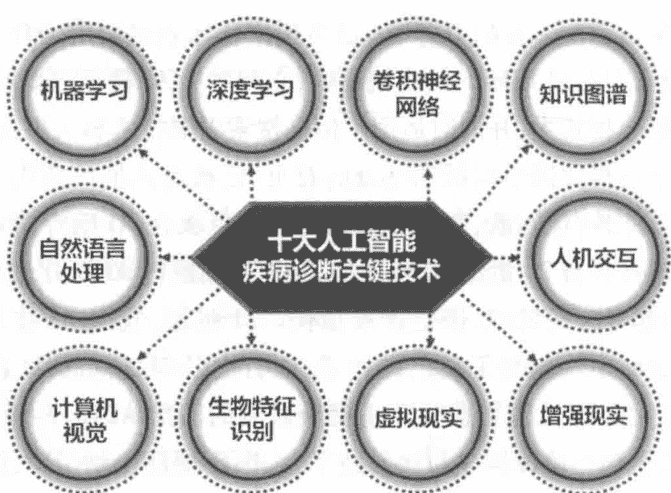 机器学习
深度学习
卷积神经
网络
知识图谱
自然语言
处理
十大人工智能
疾病诊断关键技术
人机交互
计算机
视觉
生物特征
识别
虚拟现实
增强现实